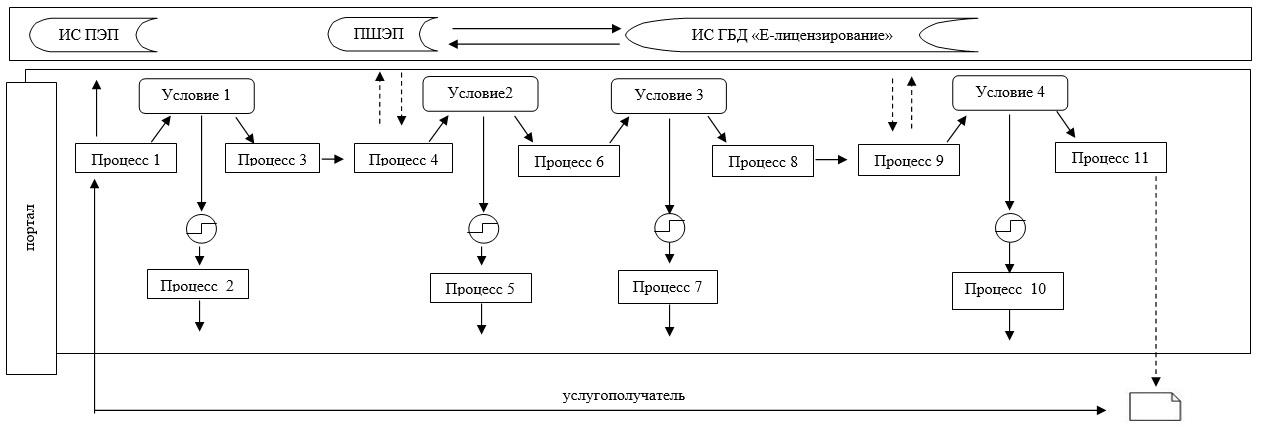 ИС ПЭП
ПШЭП
ИС ГБД «Е-лицензирование»
Условие 1
Условие2
Условие 3
Условие 4
Процесс 1
Процесс 3
Процесс 4
Процесс 6
Процесс 8
Процесс 9
Процесс 11
портал
Процесс 2
Процесс 5
Процесс 7
Процесс 10
услугополучатель